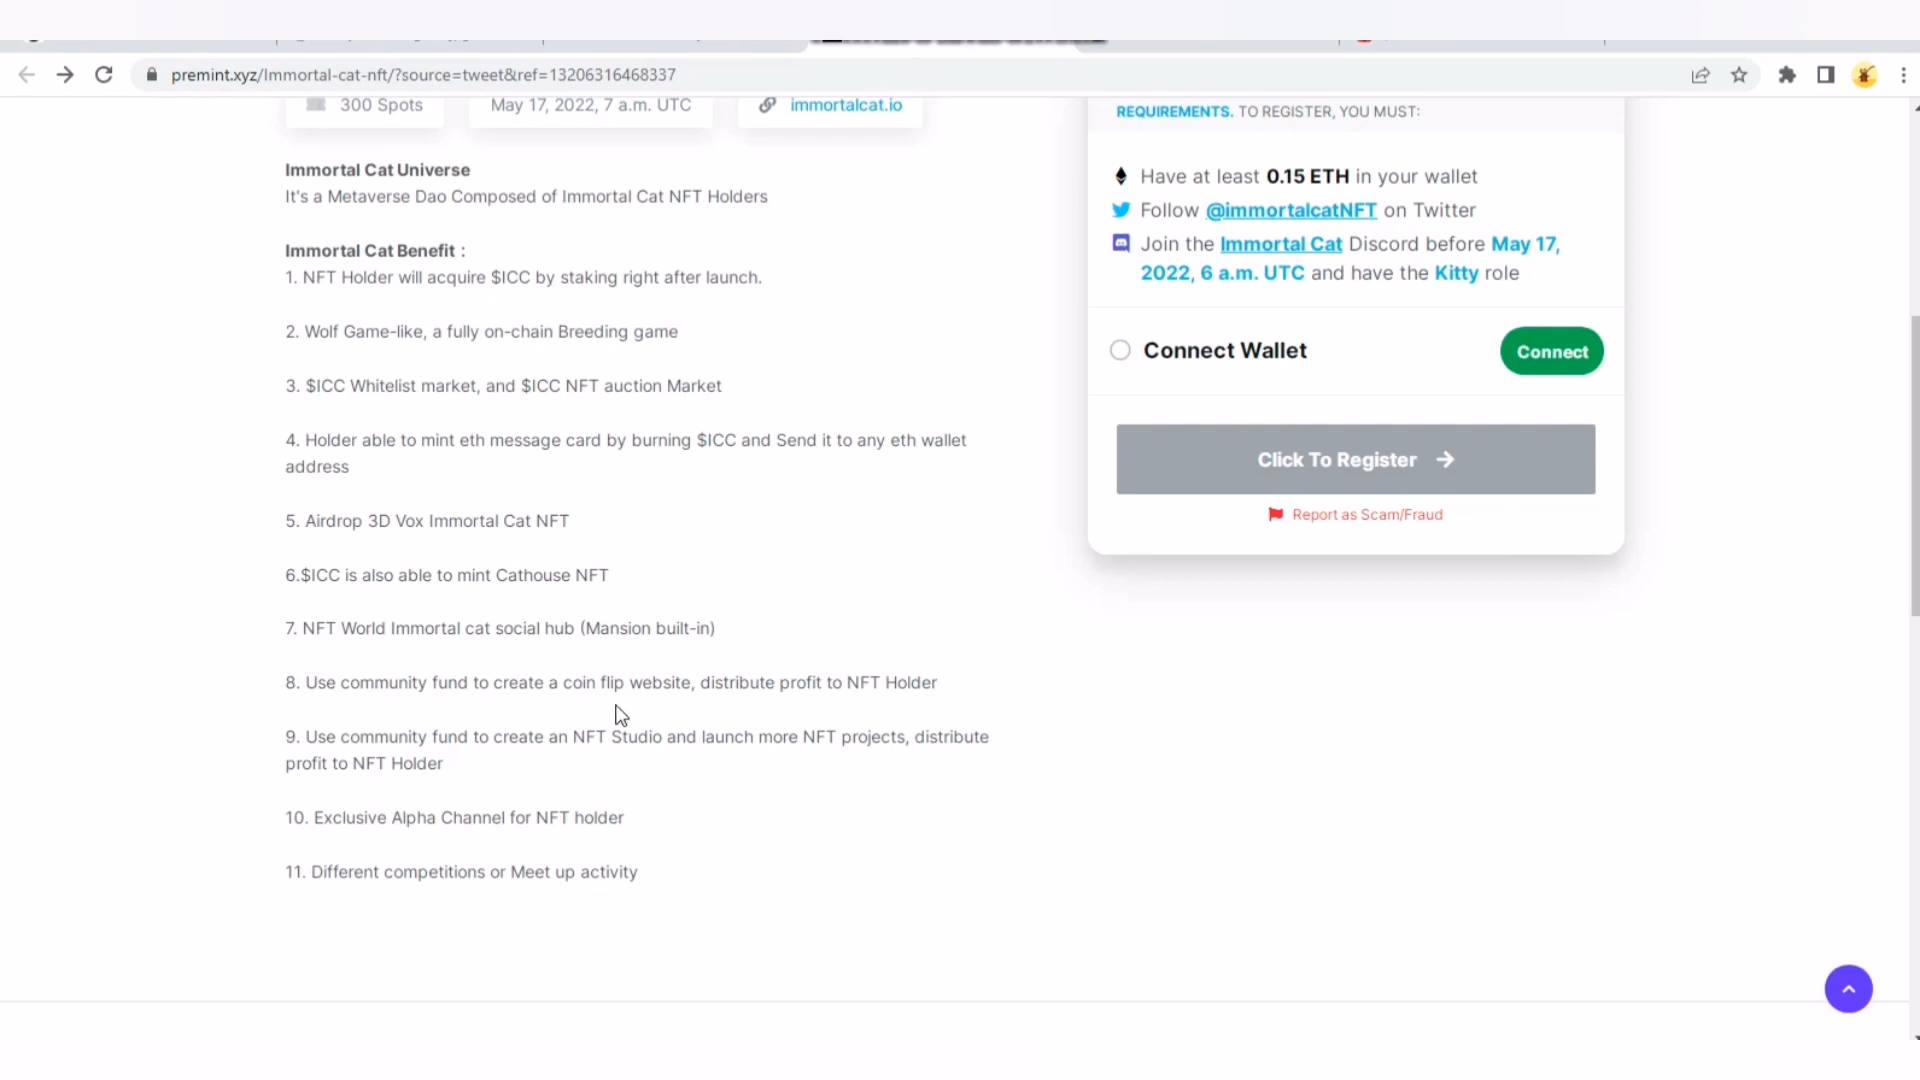 premint.xyz/Immortal-cat-nft/?source=tweet&ref=13206316468337
300 Spots
May 17, 2022, 7 a.m. UTC
immortalcat.io
Immortal Cat Universe
It's a Metaverse Dao Composed of Immortal Cat NFT Holders
Immortal Cat Benefit :
1. NFT Holder will acquire $ICC by staking right after launch.
2. Wolf Game-like, a fully on-chain Breeding game
3. $ICC Whitelist market, and $ICC NFT auction Market
4. Holder able to mint eth message card by burning $ICC and Send it to any eth wallet
address
5. Airdrop 3D Vox Immortal Cat NFT
6.$ICC is also able to mint Cathouse NFT
7. NFT World Immortal cat social hub (Mansion built-in)
8. Use community fund to create a coin flip website, distribute profit to NFT Holder
9. Use community fund to create an NFT Studio and launch more NFT projects, distribute
profit to NFT Holder
10. Exclusive Alpha Channel for NFT holder
11. Different competitions or Meet up activity
REQUIREMENTS. TO REGISTER, YOU MUST:
Have at least 0.15 ETH in your wallet
Follow @immortalcatNFT on Twitter
Join the Immortal Cat Discord before May 17,
2022, 6 a.m. UTC and have the Kitty role
Connect Wallet
Connect
Click To Register
Report as Scam/Fraud